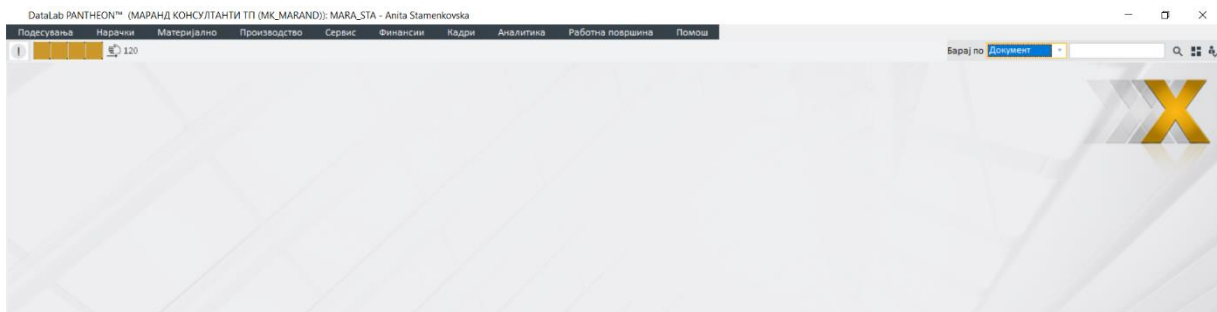 DataLab PANTHEON™ (МАРАНД КОНСУЛТАНТИ ТП (MK_MARAND)): MARA_STA - Anita Stamenkovska
Подесувања Нарачки Материјално Производство Сервис Финансии Кадри Аналитика Работна површина Помош
120 Барај по Документ